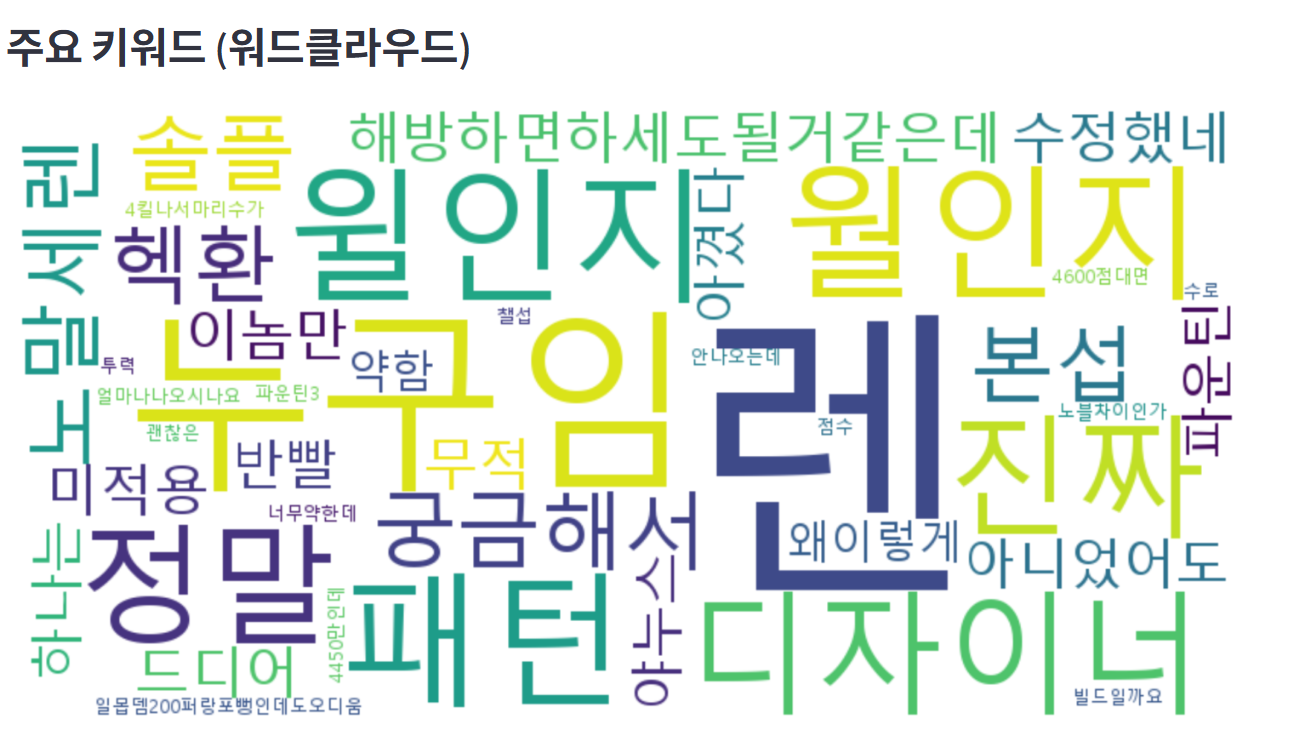 주요 키워드 (워드클라우드)
노말세렌
솔플
해방하면하세도될거같은데
수정했네
4킬나서마리수가
윌인지
아꼈다
월인지
헥환
4600점대면
수로
챌섭
이놈만
누구임
렌
파운틴
안나오는데
약함
본섭
투력
얼마나나오시나요
파운틴3
노블차이인가
괜찮은
점수
진짜
반빨
무적
미적용
너무약한데
궁금해서
왜이렇게
아니었어도
하나는
정말
4450만인데
패턴
야누스
디자이너
드디어
일몹뎀200퍼랑포뻥인데도오디움
빌드일까요